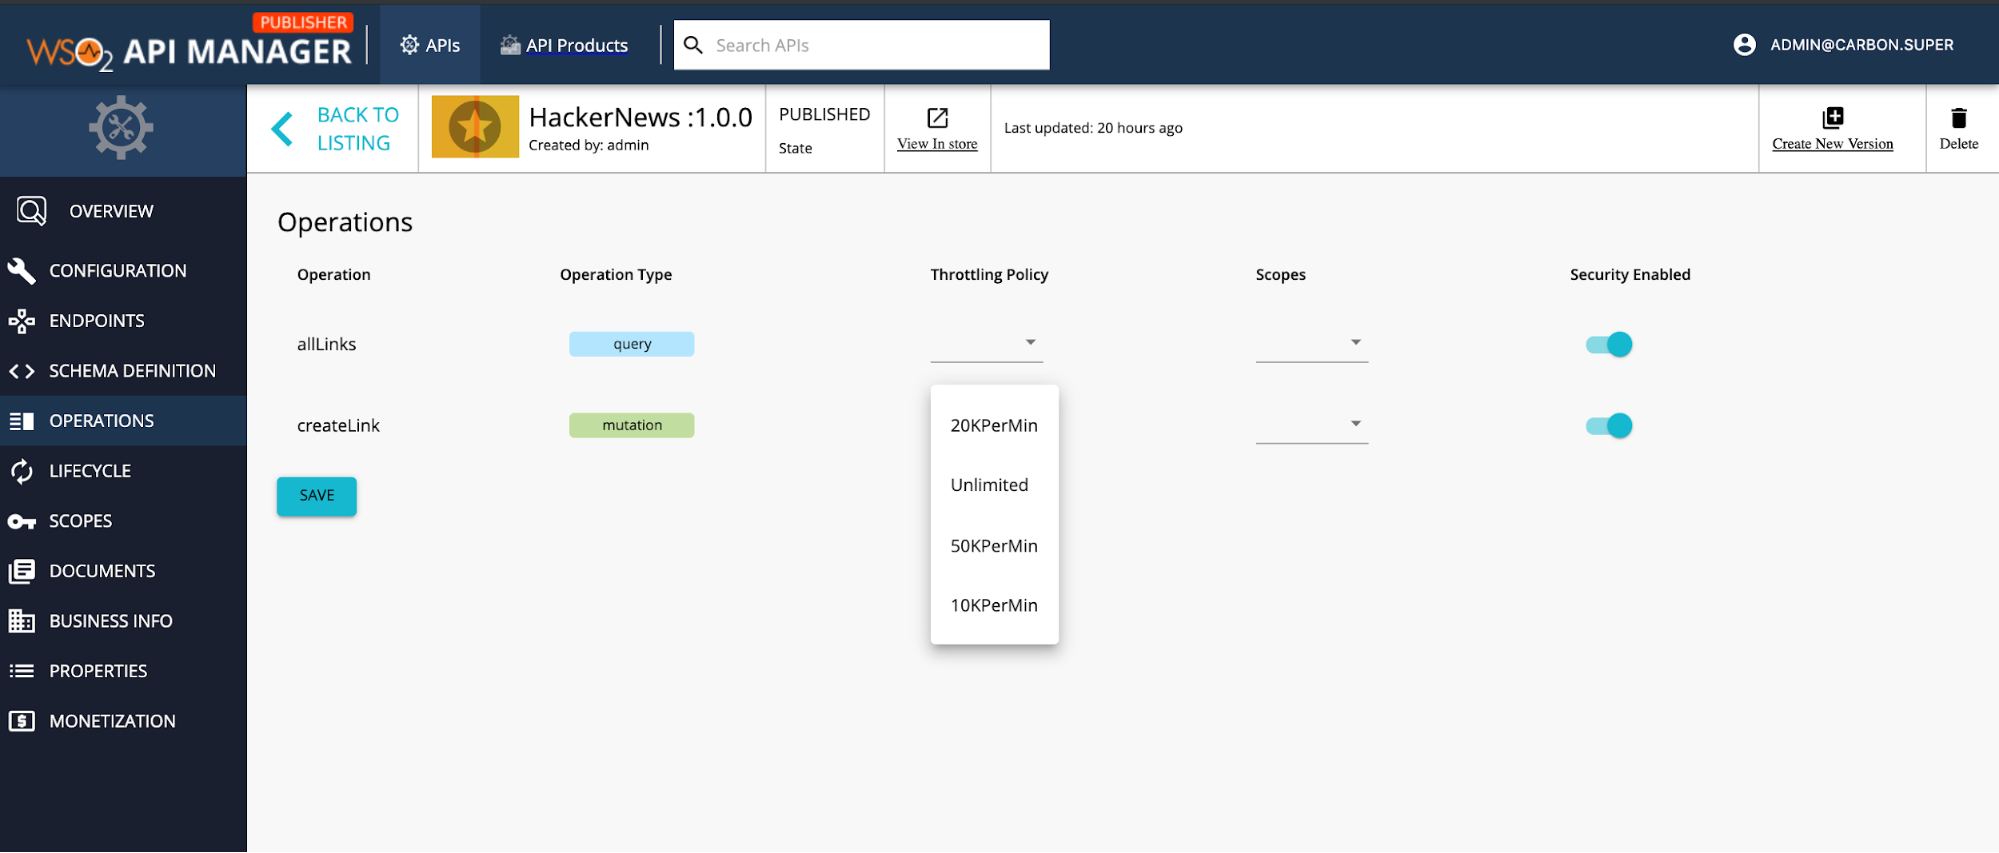 PUBLISHER
WSO2 API MANAGER
APIs
API Products
Search APIs
ADMIN@CARBON.SUPER
BACK TO
LISTING
HackerNews :1.0.0
Created by: admin
PUBLISHED
State
View In store
Last updated: 20 hours ago
Create New Version
Delete
OVERVIEW
CONFIGURATION
ENDPOINTS
SCHEMA DEFINITION
OPERATIONS
LIFECYCLE
SCOPES
DOCUMENTS
BUSINESS INFO
PROPERTIES
MONETIZATION
Operations
Operation Operation Type Throttling Policy Scopes Security Enabled
allLinks query
createLink mutation
20KPerMin
Unlimited
50KPerMin
10KPerMin
SAVE